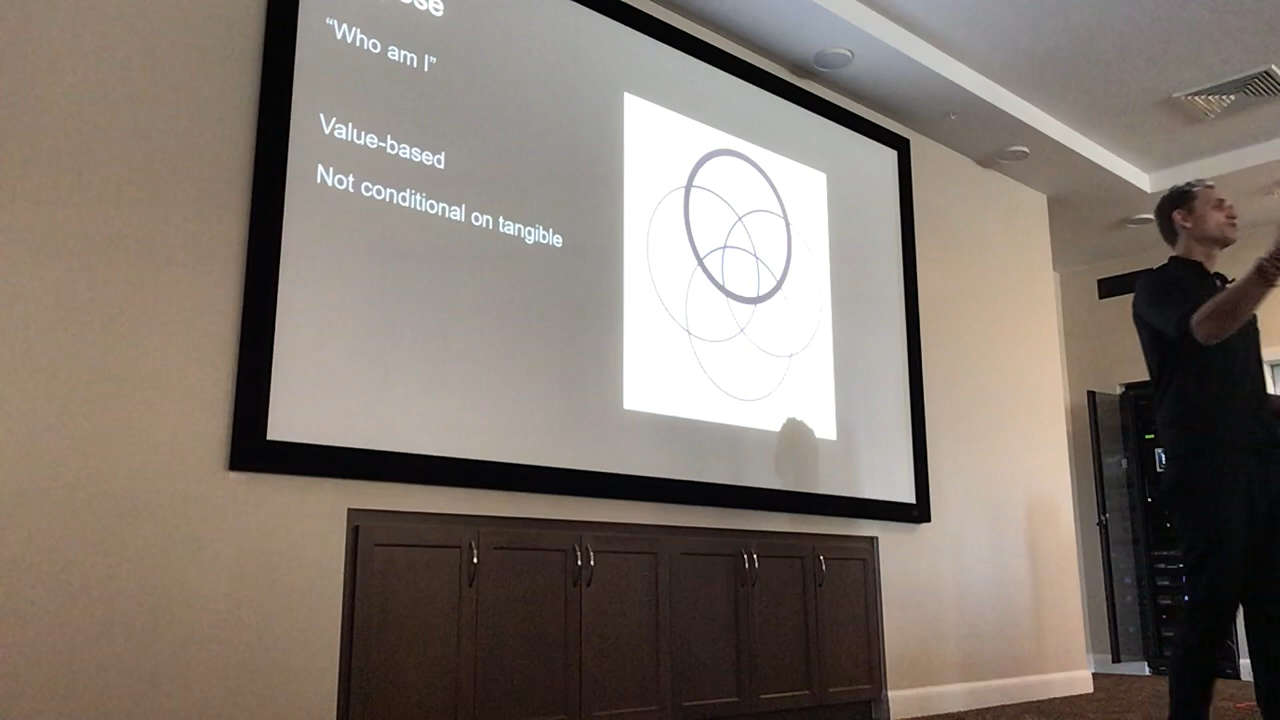 “Who am I”
Value-based
Not conditional on tangible